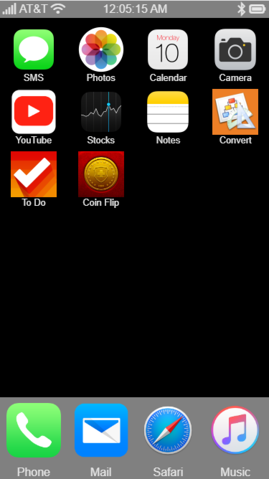 AT&T 12:05:15 AM
SMS Photos Calendar Camera
Monday
10
YouTube Stocks Notes Convert
To Do Coin Flip
Phone Mail Safari Music